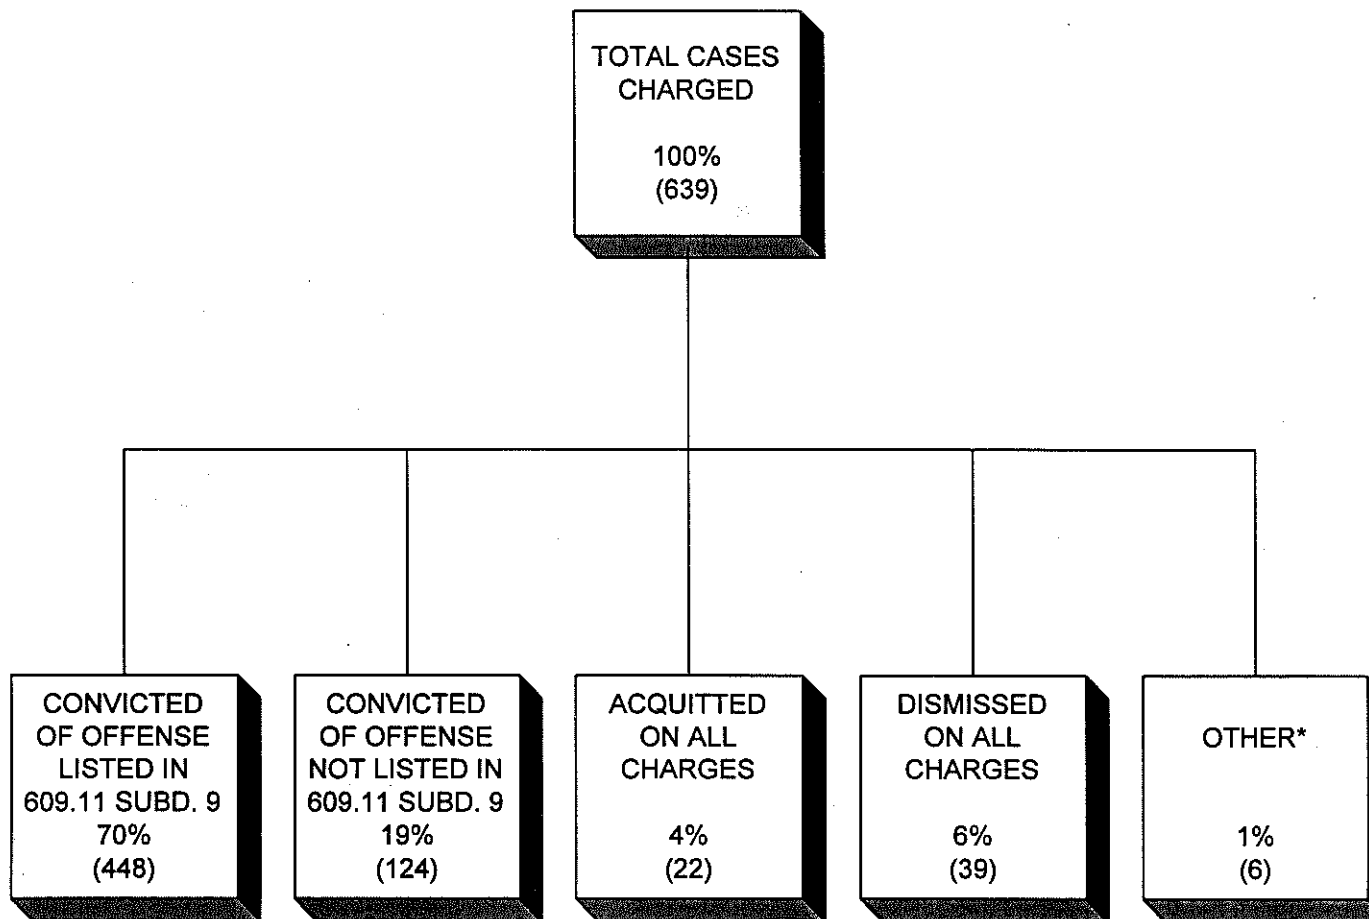 TOTAL CASES
CHARGED
100%
(639)
CONVICTED
OF OFFENSE
LISTED IN
609.11 SUBD. 9
70%
(448)
CONVICTED
OF OFFENSE
NOT LISTED IN
609.11 SUBD. 9
19%
(124)
ACQUITTED
ON ALL
CHARGES
4%
(22)
DISMISSED
ON ALL
CHARGES
6%
(39)
OTHER*
1%
(6)